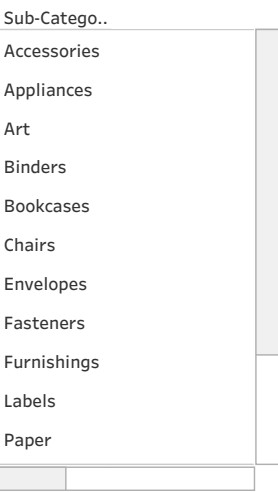 Sub-Catego..
Accessories
Appliances
Art
Binders
Bookcases
Chairs
Envelopes
Fasteners
Furnishings
Labels
Paper